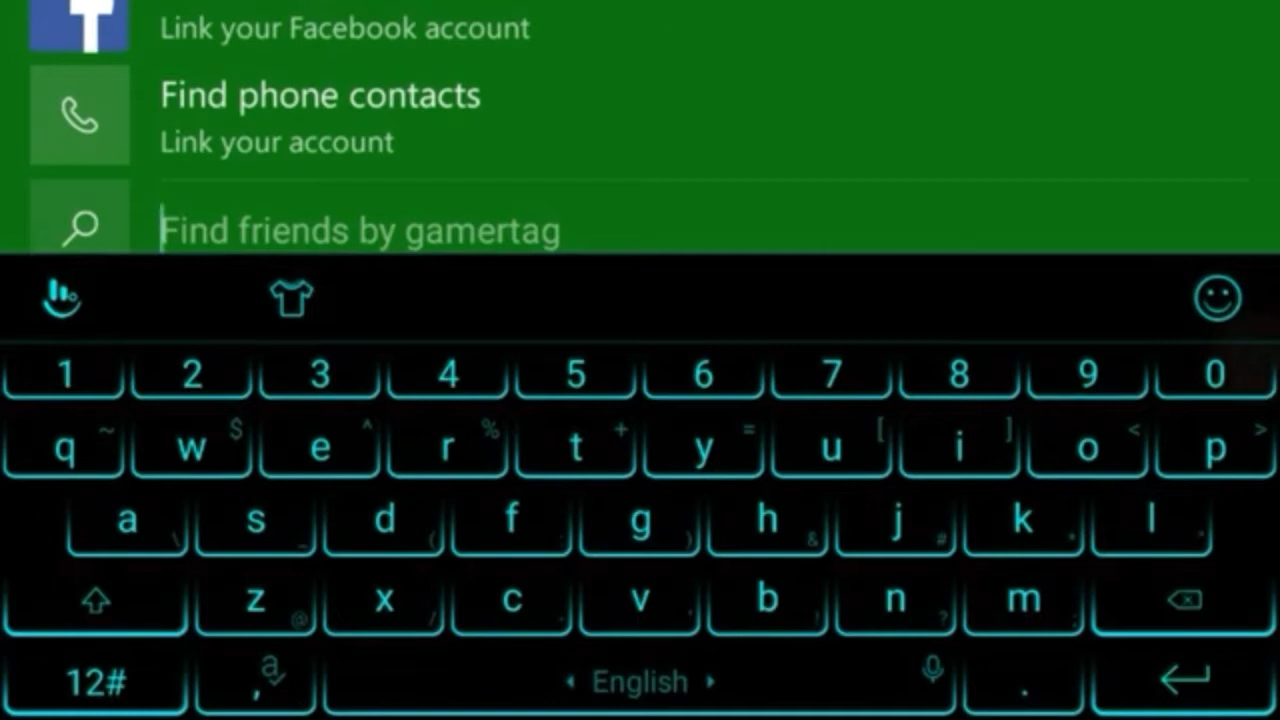 Link your Facebook account
Find phone contacts
Link your account
Find friends by gamertag
1 2 3 4 5 6 7 8 9 0
q ~ w $ e ^ r % t + y = u [ i ] o < p >
a \ s _ d ( f g ) h & j # k * l
z @ x / c v b ! n ? m ;
12# , a English .